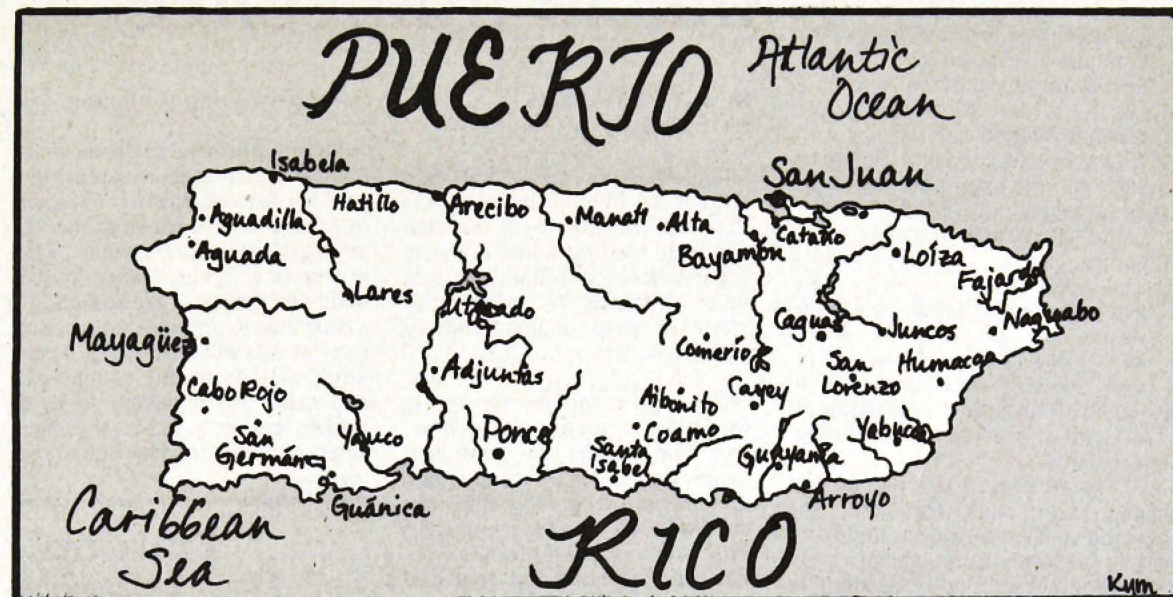 PUERTO
Atlantic
Ocean
Isabela
San Juan
Hatillo
Arecibo
Manatí
Alta
Cataño
Aguadilla
Bayamón
Loíza
Aguada
Fajardo
Lares
Utuado
Naguabo
Caguas
Juncos
Mayagüez
Comerío
San
Lorenzo
Humacao
Adjuntas
Cabo Rojo
Aibonito
Cayey
San
Germán
Yauco
Ponce
Coamo
Yabucoa
Santa
Isabel
Guayama
Guánica
Arroyo
Caribbean
Sea
RICO
Kym